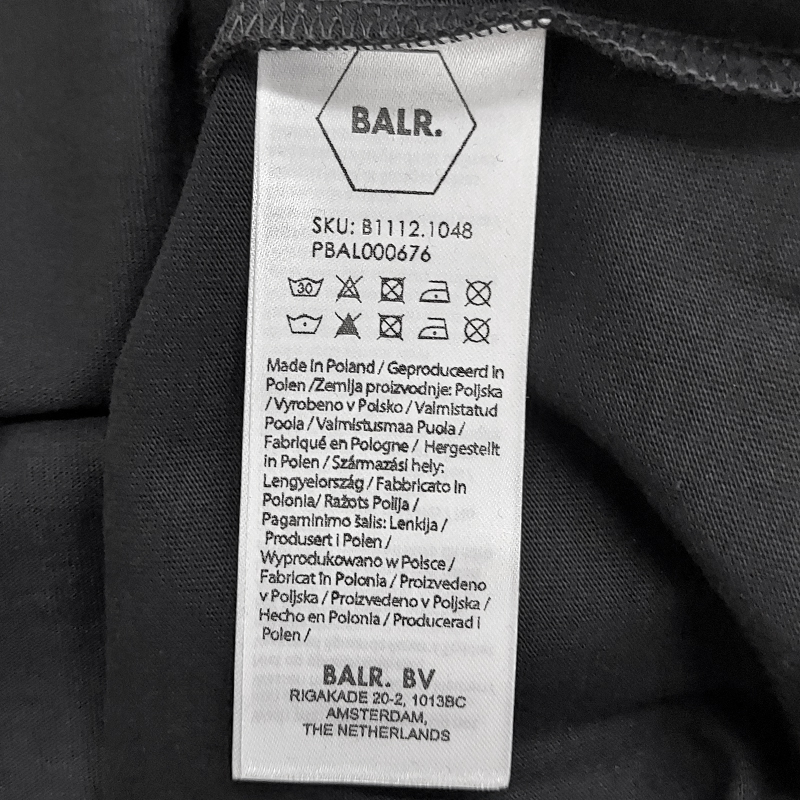 BALR.
SKU: B1112.1048
PBAL000676
30
Made in Poland / Geproduceerd in
Polen /Zemlja proizvodnje: Poljska
/ Vyrobeno v Polsko / Valmistatud
Poola / Valmistusmaa Puola /
Fabriqué en Pologne / Hergestellt
in Polen / Származási hely:
Lengyelország / Fabbricato in
Polonia/ Ražots Polija /
Pagaminimo šalis: Lenkija /
Produsert i Polen /
Wyprodukowano w Polsce /
Fabricat în Polonia / Proizvedeno
v Poljska / Proizvedeno v Poljska /
Hecho en Polonia / Producerad i
Polen /
BALR. BV
RIGAKADE 20-2, 1013BC
AMSTERDAM,
THE NETHERLANDS